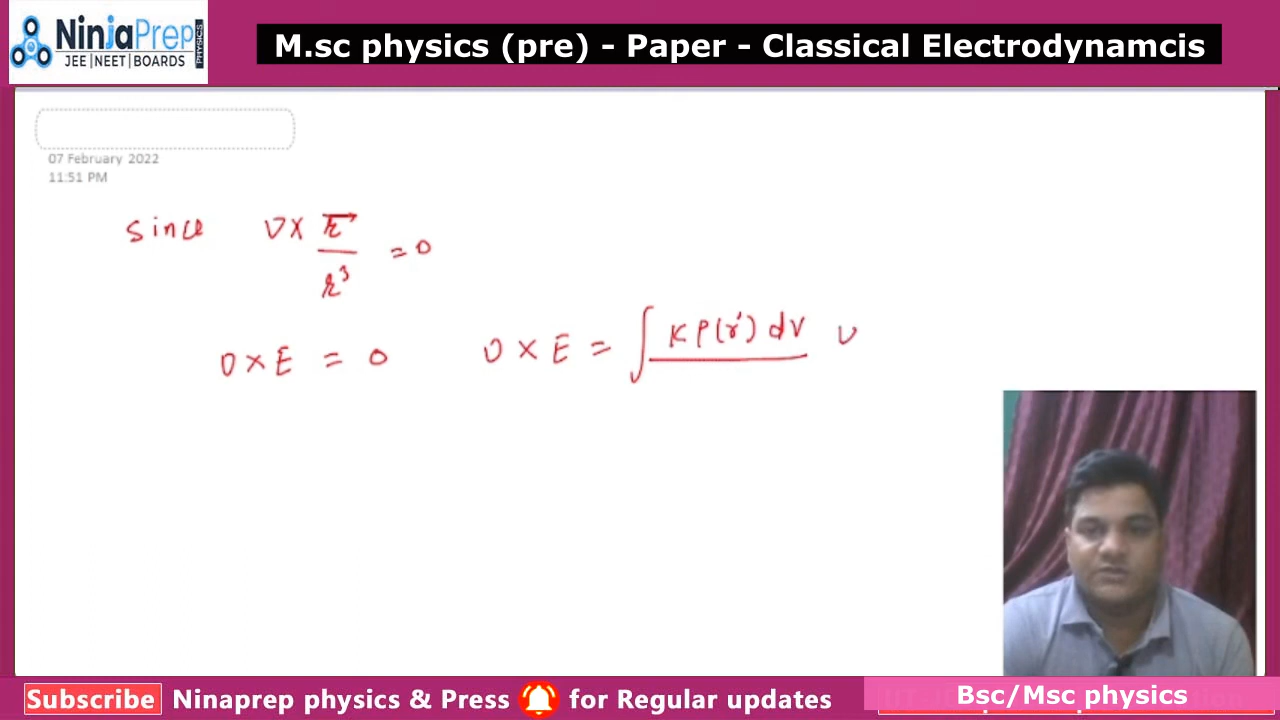 NinjaPrep
JEE | NEET | BOARDS
PHYSICS
M.sc physics (pre) - Paper - Classical Electrodynamcis
07 February 2022
11:51 PM
since ∇ × r⃗ / r³ = 0
∇ × E = 0 ∇ × E = ∫ K ρ(r') dV ∇
Subscribe Ninaprep physics & Press for Regular updates
Bsc/Msc physics